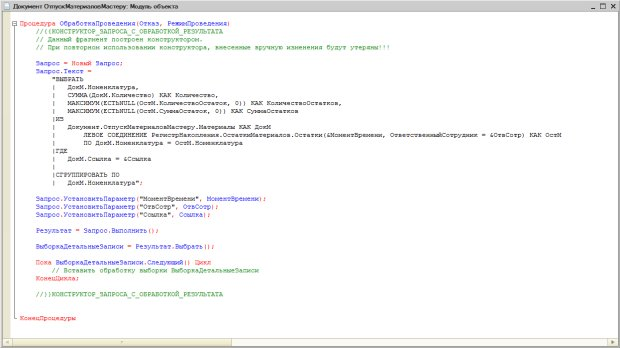 Документ ОтпускМатериаловМастеру: Модуль объекта
Процедура ОбработкаПроведения(Отказ, РежимПроведения)
//{{КОНСТРУКТОР_ЗАПРОСА_С_ОБРАБОТКОЙ_РЕЗУЛЬТАТА
// Данный фрагмент построен конструктором.
// При повторном использовании конструктора, внесенные вручную изменения будут утеряны!!!
Запрос = Новый Запрос;
Запрос.Текст =
"ВЫБРАТЬ
| ДокМ.Номенклатура,
| СУММА(ДокМ.Количество) КАК Количество,
| МАКСИМУМ(ЕСТЬNULL(ОстМ.КоличествоОстаток, 0)) КАК КоличествоОстатков,
| МАКСИМУМ(ЕСТЬNULL(ОстМ.СуммаОстаток, 0)) КАК СуммаОстатков
|ИЗ
| Документ.ОтпускМатериаловМастеру.Материалы КАК ДокМ
| ЛЕВОЕ СОЕДИНЕНИЕ РегистрНакопления.ОстаткиМатериалов.Остатки(&МоментВремени, ОтветственныйСотрудник = &ОтвСотр) КАК ОстМ
| ПО ДокМ.Номенклатура = ОстМ.Номенклатура
|ГДЕ
| ДокМ.Ссылка = &Ссылка
|
|СГРУППИРОВАТЬ ПО
| ДокМ.Номенклатура";
Запрос.УстановитьПараметр("МоментВремени", МоментВремени);
Запрос.УстановитьПараметр("ОтвСотр", ОтвСотр);
Запрос.УстановитьПараметр("Ссылка", Ссылка);
Результат = Запрос.Выполнить();
ВыборкаДетальныеЗаписи = Результат.Выбрать();
Пока ВыборкаДетальныеЗаписи.Следующий() Цикл
// Вставить обработку выборки ВыборкаДетальныеЗаписи
КонецЦикла;
//}}КОНСТРУКТОР_ЗАПРОСА_С_ОБРАБОТКОЙ_РЕЗУЛЬТАТА
КонецПроцедуры